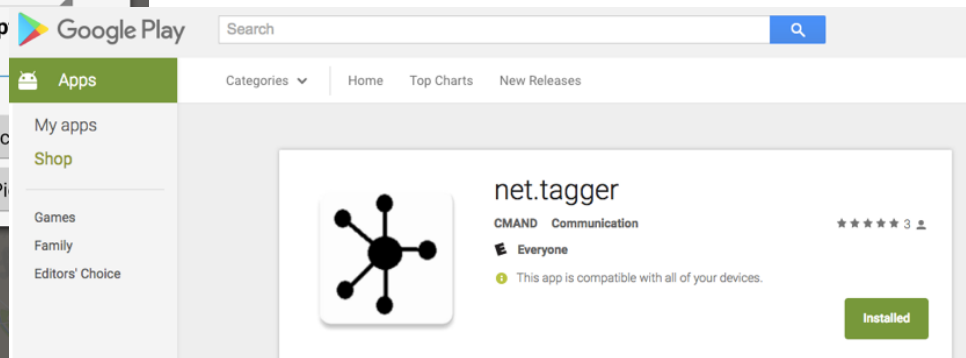 Google Play
Search
Apps
Categories
Home
Top Charts
New Releases
My apps
Shop
Games
Family
Editors' Choice
net.tagger
CMAND Communication
3
E Everyone
This app is compatible with all of your devices.
Installed